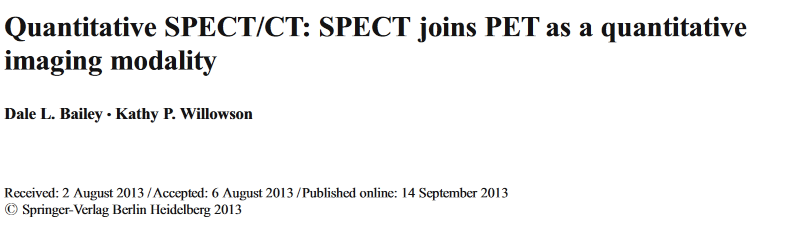 Quantitative SPECT/CT: SPECT joins PET as a quantitative
imaging modality
Dale L. Bailey · Kathy P. Willowson
Received: 2 August 2013 / Accepted: 6 August 2013 / Published online: 14 September 2013
© Springer-Verlag Berlin Heidelberg 2013